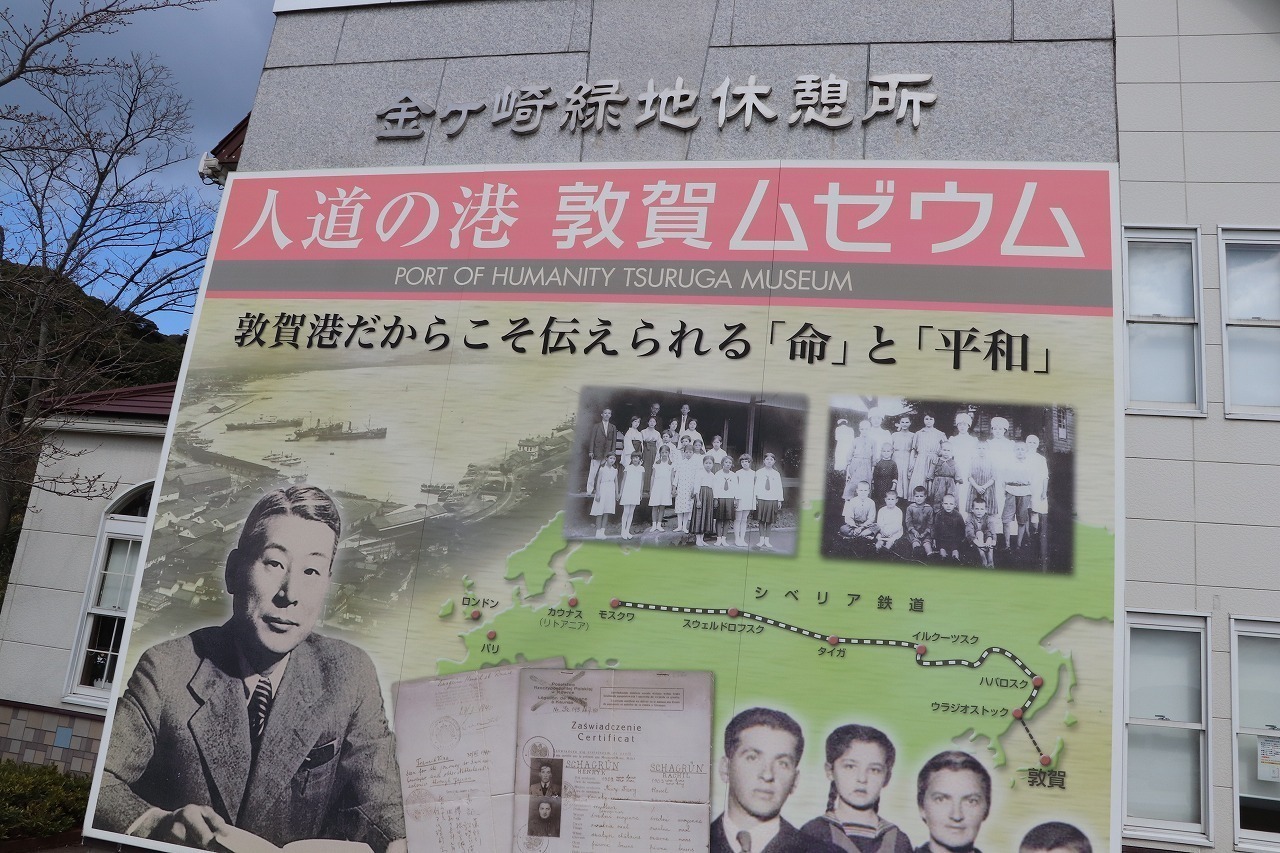 金ケ崎緑地休憩所
人道の港 敦賀ムゼウム
PORT OF HUMANITY TSURUGA MUSEUM
敦賀港だからこそ伝えられる「命」と「平和」
シベリア鉄道
ロンドン
パリ
カウナス
(リトアニア)
モスクワ
スウェルドロフスク
タイガ
イルクーツスク
ハバロスク
ウラジオストック
敦賀
Zaświadczenie
Certificat
SCHAGRÜN SCHAGRÜN